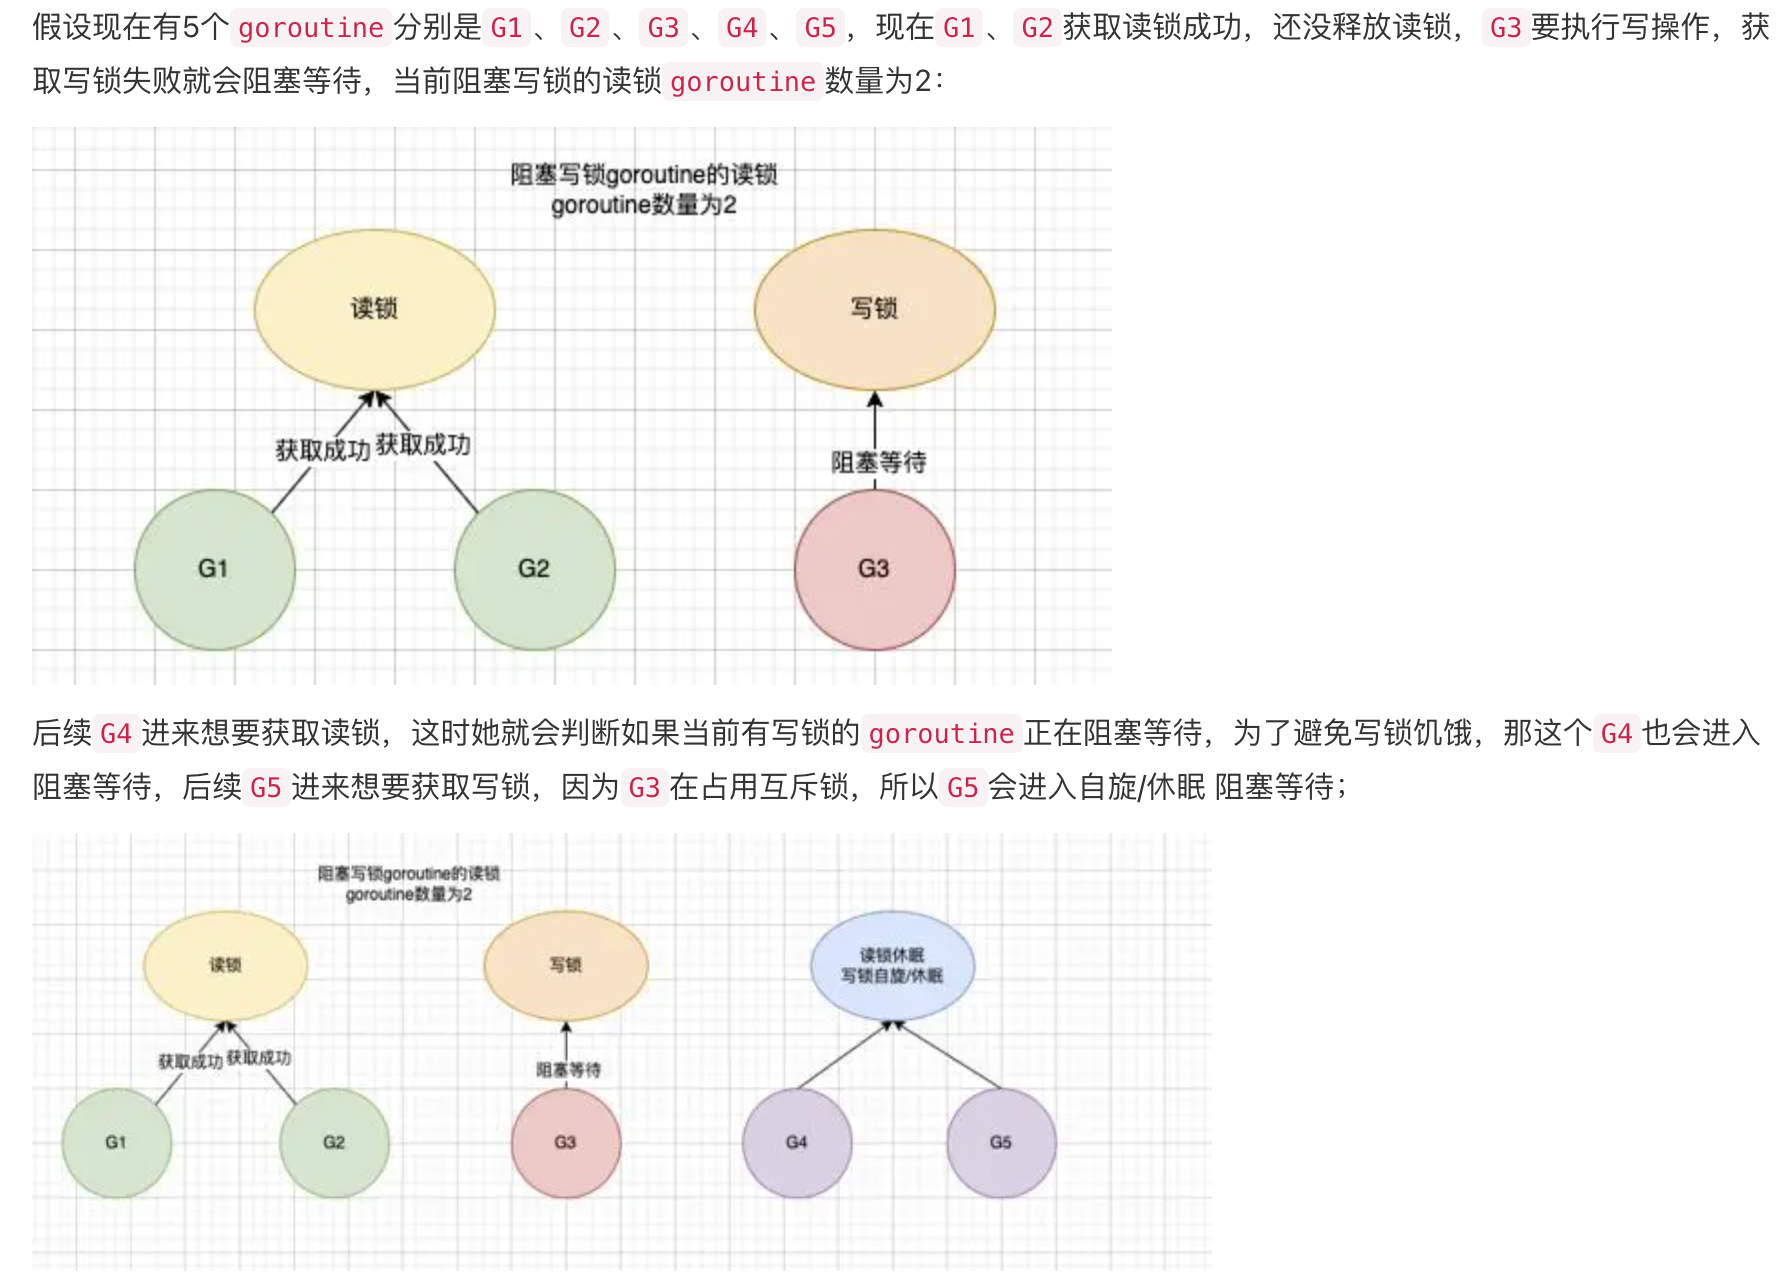 假设现在有5个goroutine分别是G1、G2、G3、G4、G5，现在G1、G2获取读锁成功，还没释放读锁，G3要执行写操作，获
取写锁失败就会阻塞等待，当前阻塞写锁的读锁goroutine数量为2：
阻塞写锁goroutine的读锁
goroutine数量为2
读锁
写锁
获取成功
获取成功
阻塞等待
G1
G2
G3
后续G4进来想要获取读锁，这时她就会判断如果当前有写锁的goroutine正在阻塞等待，为了避免写锁饥饿，那这个G4也会进入
阻塞等待，后续G5进来想要获取写锁，因为G3在占用互斥锁，所以G5会进入自旋/休眠 阻塞等待；
阻塞写锁goroutine的读锁
goroutine数量为2
读锁
写锁
读锁休眠
写锁自旋/休眠
获取成功
获取成功
阻塞等待
G1
G2
G3
G4
G5